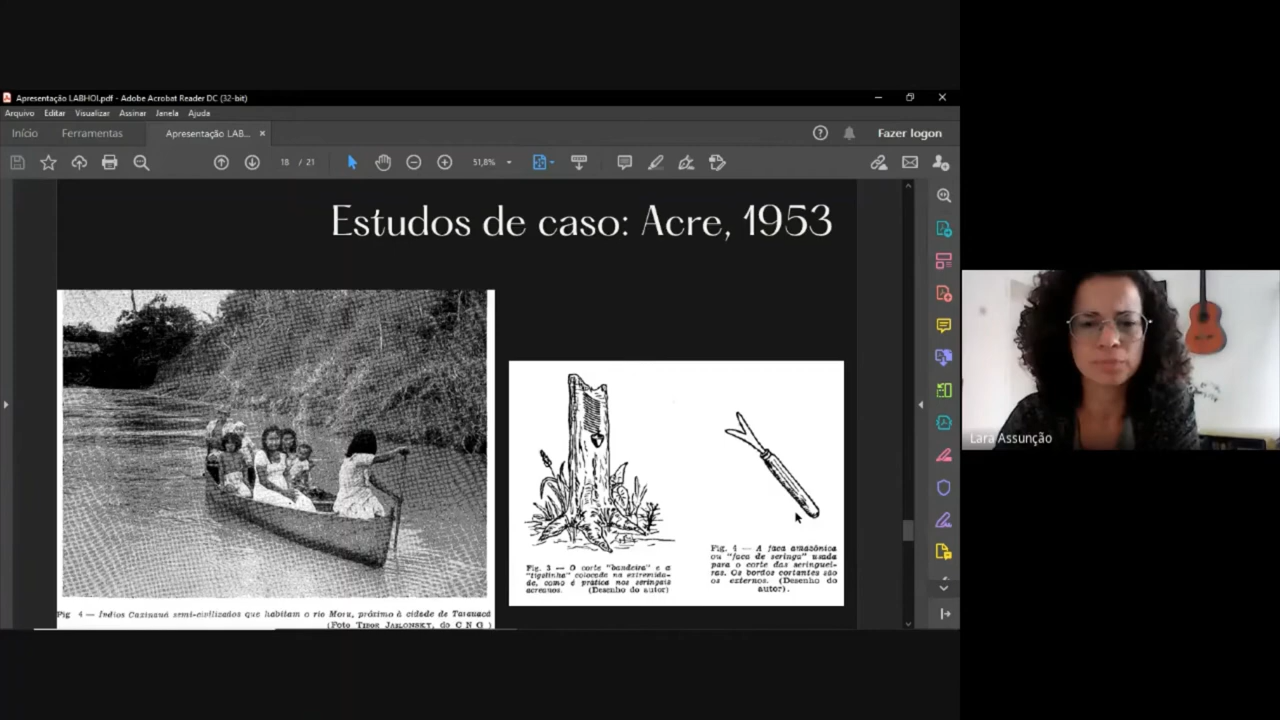 Apresentação LABHOI.pdf - Adobe Acrobat Reader DC (32-bit)
Arquivo Editar Visualizar Assinar Janela Ajuda
Início Ferramentas Apresentação LAB... Fazer logon
18 / 21 51,8%
Estudos de caso: Acre, 1953
Fig 4 — Índios Caxinauá semi-civilizados que habitam o rio Moru, próximo à cidade de Tarauacá
(Foto TIBOR JABLONSKY, do C N G )
Fig. 3 — O corte "bandeira" e a
"tigelinha" colocada na extremida-
de, como é prática nos seringais
acreanos. (Desenho do autor)
Fig. 4 — A faca amazônica
ou "faca de seringa" usada
para o corte das seringuei-
ras. Os bordos cortantes são
os externos. (Desenho do
autor).
Lara Assunção